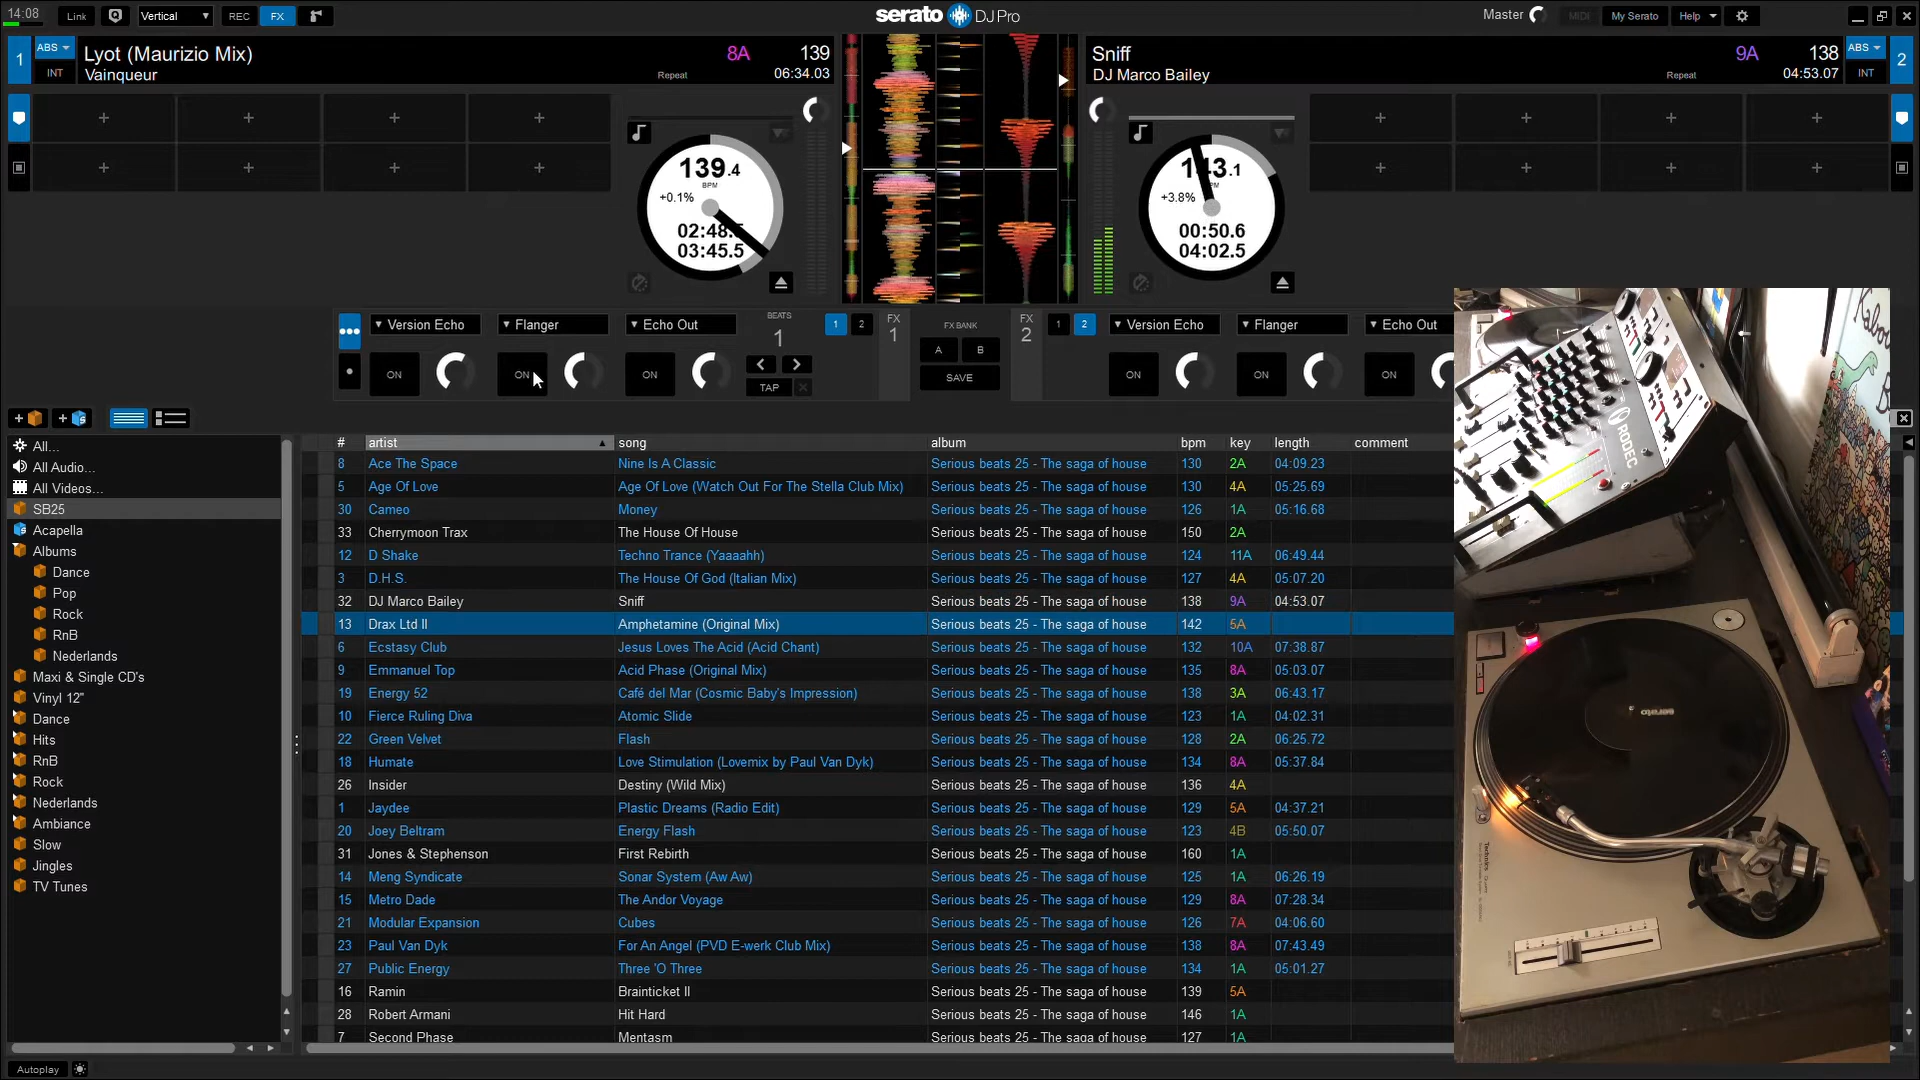 14:08 Link Vertical REC FX serato DJ Pro Master MIDI My Serato Help
1 ABS INT Lyot (Maurizio Mix) 8A 139
Vainqueur Repeat 06:34.03
Sniff 9A 138 ABS 2
DJ Marco Bailey Repeat 04:53.07 INT
139.4 BPM +0.1% 02:48.5 03:45.5
143.1 +3.8% 00:50.6 04:02.5
Version Echo Flanger Echo Out BEATS 1 1 2 FX 1 FX BANK FX 2 1 2 Version Echo Flanger Echo Out
ON ON ON TAP A B SAVE ON ON ON
All...
All Audio...
All Videos...
SB25
Acapella
Albums
Dance
Pop
Rock
RnB
Nederlands
Maxi & Single CD's
Vinyl 12"
Dance
Hits
RnB
Rock
Nederlands
Ambiance
Slow
Jingles
TV Tunes
# artist song album bpm key length comment
8 Ace The Space Nine Is A Classic Serious beats 25 - The saga of house 130 2A 04:09.23
5 Age Of Love Age Of Love (Watch Out For The Stella Club Mix) Serious beats 25 - The saga of house 130 4A 05:25.69
30 Cameo Money Serious beats 25 - The saga of house 126 1A 05:16.68
33 Cherrymoon Trax The House Of House Serious beats 25 - The saga of house 150 2A
12 D Shake Techno Trance (Yaaaahh) Serious beats 25 - The saga of house 124 11A 06:49.44
3 D.H.S. The House Of God (Italian Mix) Serious beats 25 - The saga of house 127 4A 05:07.20
32 DJ Marco Bailey Sniff Serious beats 25 - The saga of house 138 9A 04:53.07
13 Drax Ltd II Amphetamine (Original Mix) Serious beats 25 - The saga of house 142 5A
6 Ecstasy Club Jesus Loves The Acid (Acid Chant) Serious beats 25 - The saga of house 132 10A 07:38.87
9 Emmanuel Top Acid Phase (Original Mix) Serious beats 25 - The saga of house 135 8A 05:03.07
19 Energy 52 Café del Mar (Cosmic Baby's Impression) Serious beats 25 - The saga of house 138 3A 06:43.17
10 Fierce Ruling Diva Atomic Slide Serious beats 25 - The saga of house 123 1A 04:02.31
22 Green Velvet Flash Serious beats 25 - The saga of house 128 2A 06:25.72
18 Humate Love Stimulation (Lovemix by Paul Van Dyk) Serious beats 25 - The saga of house 134 8A 05:37.84
26 Insider Destiny (Wild Mix) Serious beats 25 - The saga of house 136 4A
1 Jaydee Plastic Dreams (Radio Edit) Serious beats 25 - The saga of house 129 5A 04:37.21
20 Joey Beltram Energy Flash Serious beats 25 - The saga of house 123 4B 05:50.07
31 Jones & Stephenson First Rebirth Serious beats 25 - The saga of house 160 1A
14 Meng Syndicate Sonar System (Aw Aw) Serious beats 25 - The saga of house 125 1A 06:26.19
15 Metro Dade The Andor Voyage Serious beats 25 - The saga of house 129 8A 07:28.34
21 Modular Expansion Cubes Serious beats 25 - The saga of house 126 7A 04:06.60
23 Paul Van Dyk For An Angel (PVD E-werk Club Mix) Serious beats 25 - The saga of house 138 8A 07:43.49
27 Public Energy Three 'O Three Serious beats 25 - The saga of house 134 1A 05:01.27
16 Ramin Brainticket II Serious beats 25 - The saga of house 139 5A
28 Robert Armani Hit Hard Serious beats 25 - The saga of house 146 1A
7 Second Phase Mentasm Serious beats 25 - The saga of house 127 1A
Autoplay
RODEC
serato
Technics